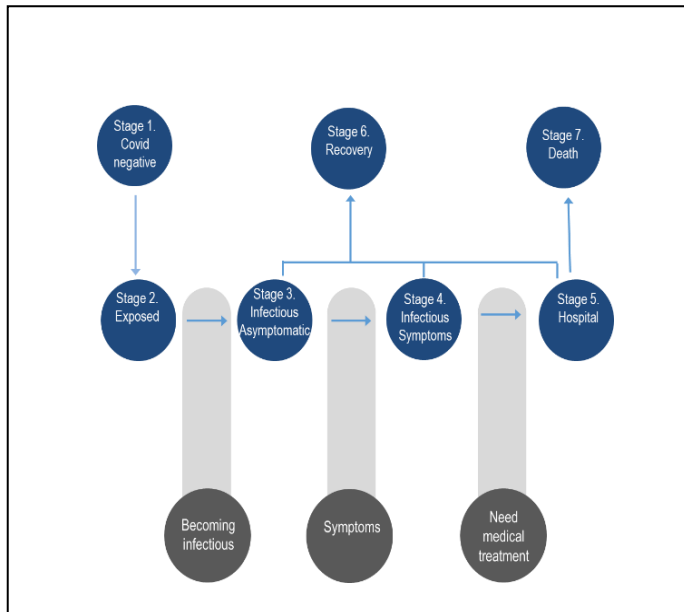 Stage 1.
Covid
negative
Stage 6.
Recovery
Stage 7.
Death
Stage 2.
Exposed
Stage 3.
Infectious
Asymptomatic
Stage 4.
Infectious
Symptoms
Stage 5.
Hospital
Becoming
infectious
Symptoms
Need
medical
treatment